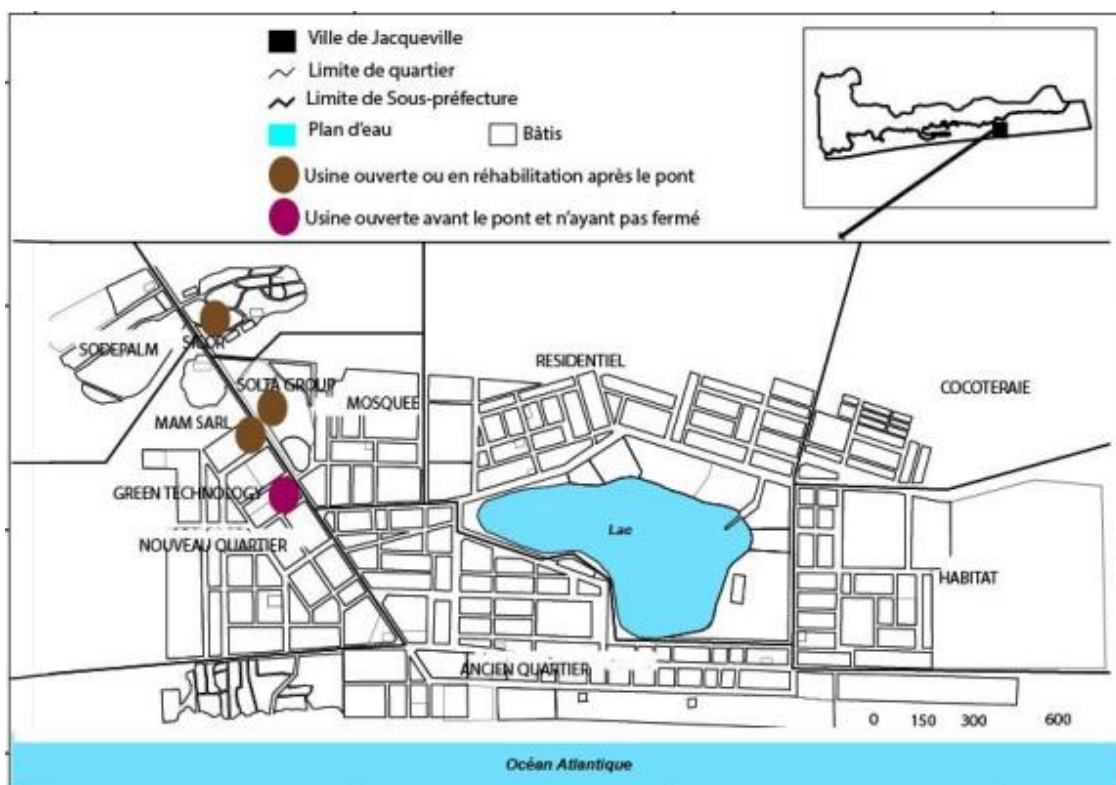 Ville de Jacqueville
Limite de quartier
Limite de Sous-préfecture
Plan d'eau
Bâtis
Usine ouverte ou en réhabilitation après le pont
Usine ouverte avant le pont et n'ayant pas fermé
SODEPALM
SICOR
SOLTA GROUP
MAM SARL
MOSQUEE
RESIDENTIEL
COCOTERAIE
GREEN TECHNOLOGY
Lac
NOUVEAU QUARTIER
HABITAT
ANCIEN QUARTIER
0 150 300 600
Océan Atlantique